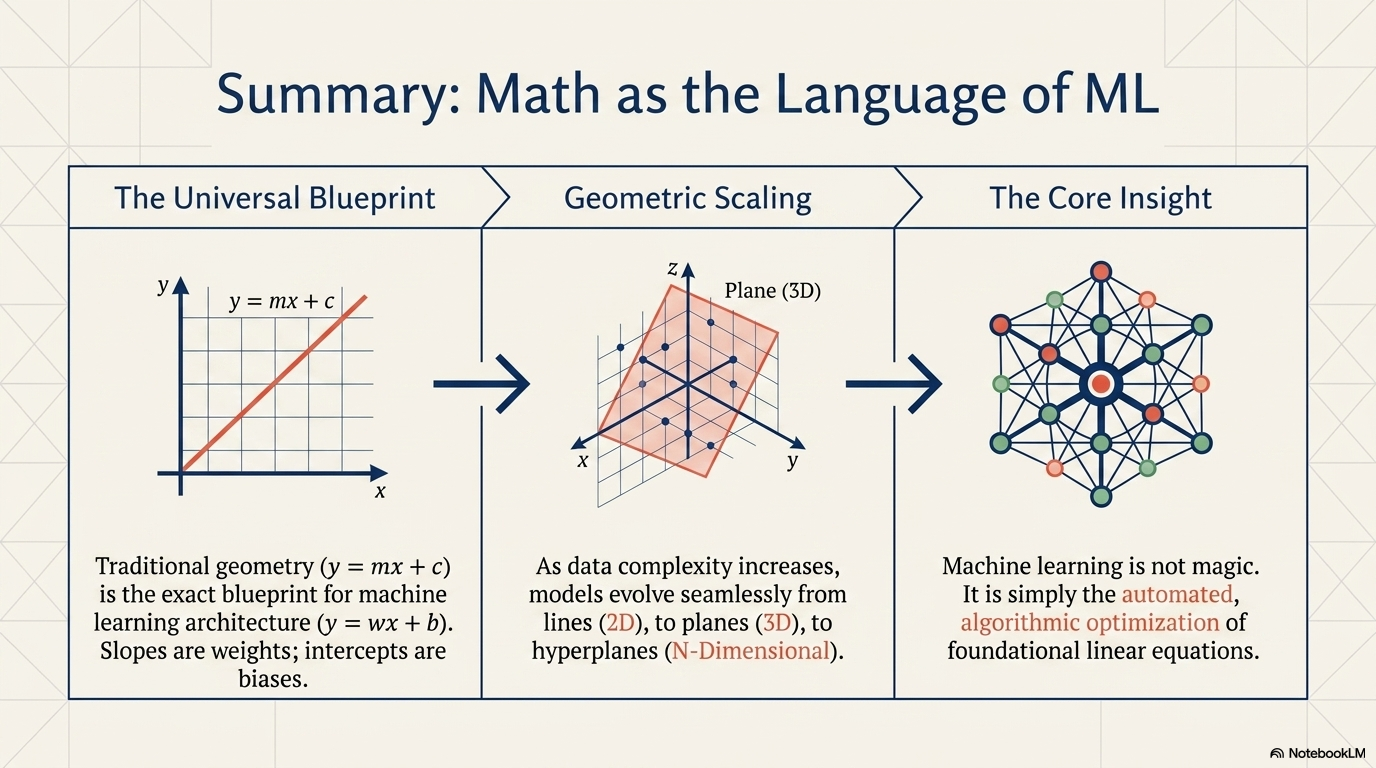 Summary: Math as the Language of ML
The Universal Blueprint
Geometric Scaling
The Core Insight
y
y = mx + c
x
Traditional geometry (y = mx + c)
is the exact blueprint for machine
learning architecture (y = wx + b).
Slopes are weights; intercepts are
biases.
z
Plane (3D)
x
y
As data complexity increases,
models evolve seamlessly from
lines (2D), to planes (3D), to
hyperplanes (N-Dimensional).
Machine learning is not magic.
It is simply the automated,
algorithmic optimization of
foundational linear equations.
NotebookLM